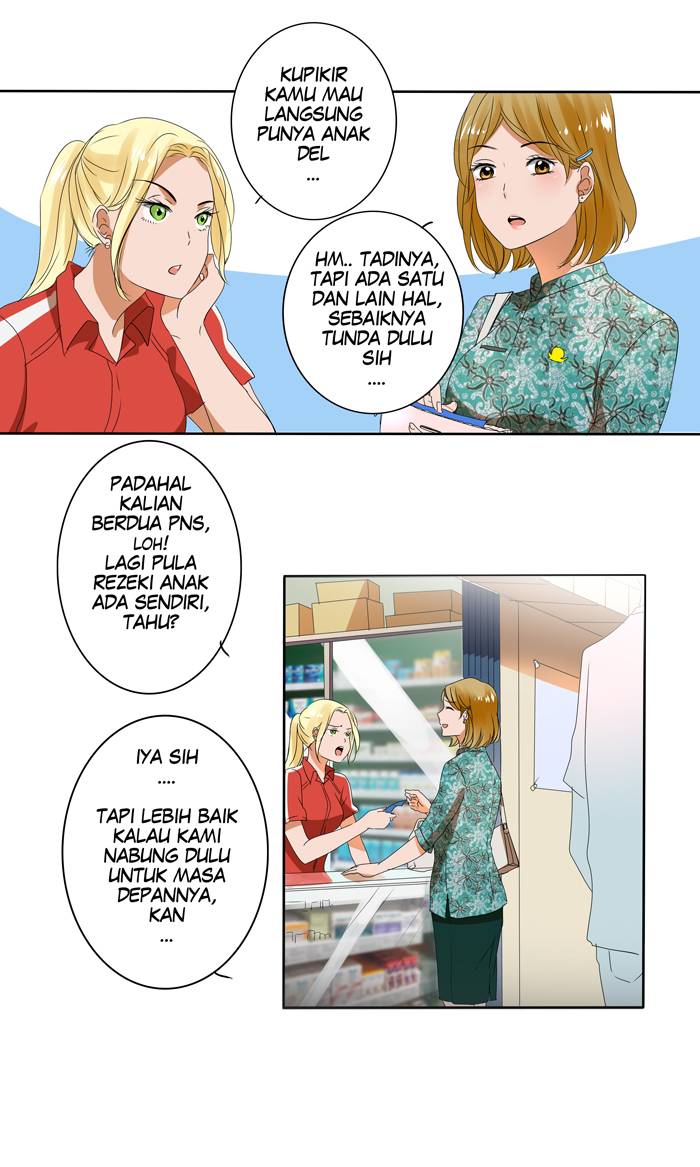 KUPIKIR
KAMU MAU
LANGSUNG
PUNYA ANAK
DEL
...
HM.. TADINYA,
TAPI ADA SATU
DAN LAIN HAL,
SEBAIKNYA
TUNDA DULU
SIH
....
PADAHAL
KALIAN
BERDUA PNS,
LOH!
LAGI PULA
REZEKI ANAK
ADA SENDIRI,
TAHU?
IYA SIH
....
TAPI LEBIH BAIK
KALAU KAMI
NABUNG DULU
UNTUK MASA
DEPANNYA,
KAN
...